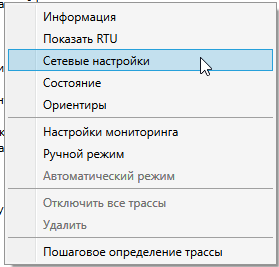 Информация
Показать RTU
Сетевые настройки
Состояние
Ориентиры
Настройки мониторинга
Ручной режим
Автоматический режим
Отключить все трассы
Удалить
Пошаговое определение трассы